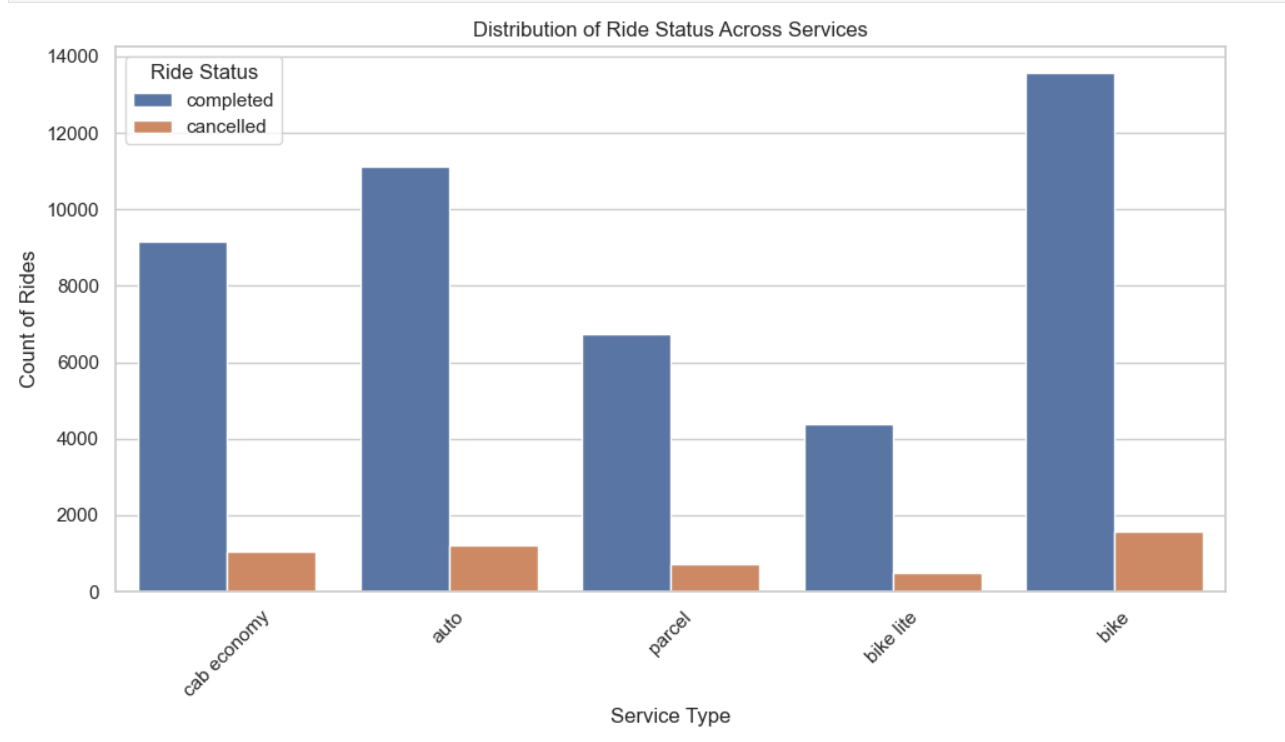 Distribution of Ride Status Across Services
14000
12000
10000
8000
6000
4000
2000
0
Count of Rides
Ride Status
completed
cancelled
cab economy
auto
parcel
bike lite
bike
Service Type